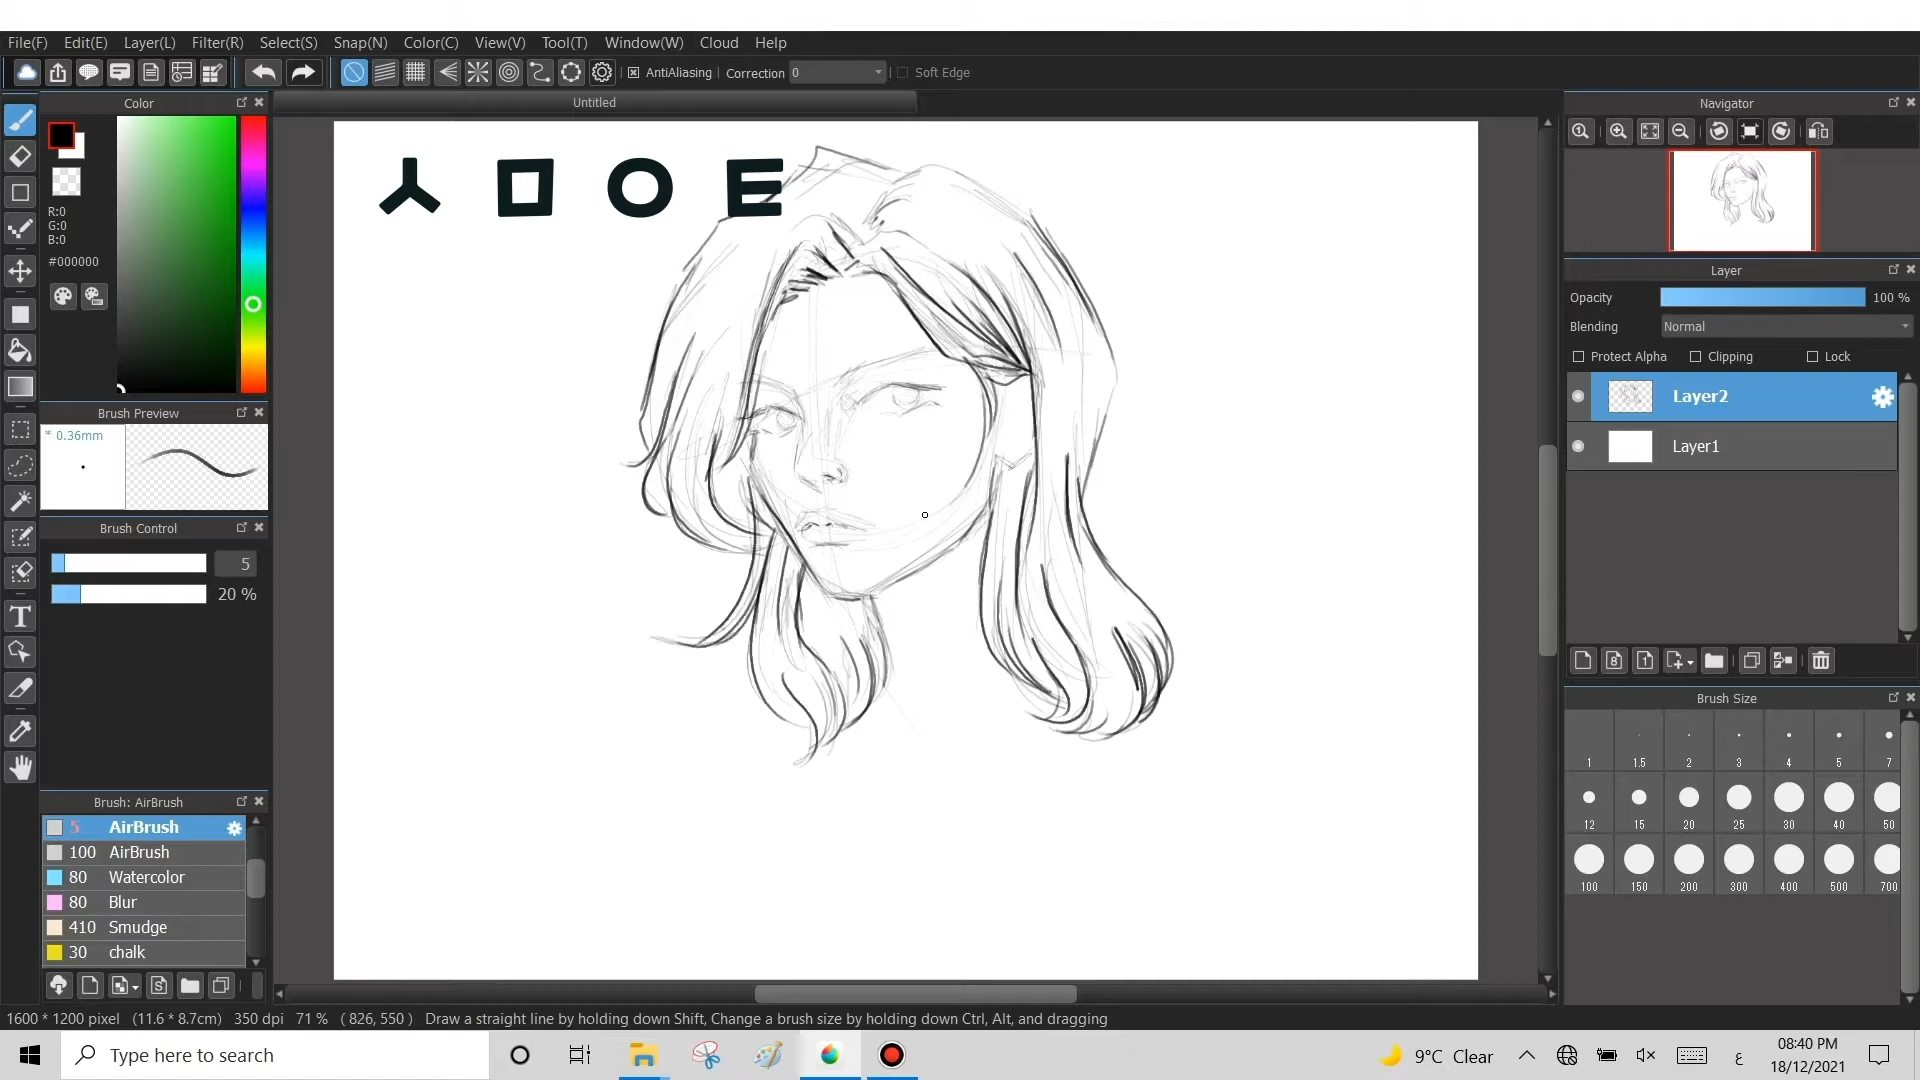 File(F) Edit(E) Layer(L) Filter(R) Select(S) Snap(N) Color(C) View(V) Tool(T) Window(W) Cloud Help
AntiAliasing Correction 0 Soft Edge
Color
Untitled
Navigator
R:0
G:0
B:0
#000000
ㅅ ㅁ ㅇ ㅌ
Layer
Opacity 100 %
Blending Normal
Protect Alpha Clipping Lock
Layer2
Layer1
Brush Preview
* 0.36mm
Brush Control
5
20 %
Brush Size
1 1.5 2 3 4 5 7
12 15 20 25 30 40 50
100 150 200 300 400 500 700
Brush: AirBrush
5 AirBrush
100 AirBrush
80 Watercolor
80 Blur
410 Smudge
30 chalk
1600 * 1200 pixel (11.6 * 8.7cm) 350 dpi 71 % ( 826, 550 ) Draw a straight line by holding down Shift, Change a brush size by holding down Ctrl, Alt, and dragging
Type here to search
9°C Clear
ع
08:40 PM
18/12/2021